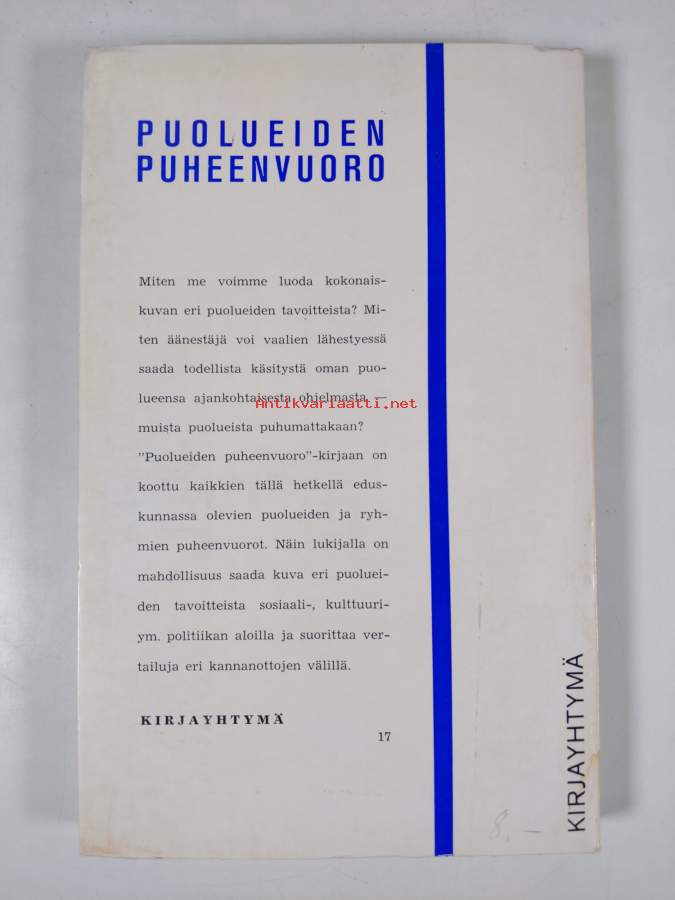 PUOLUEIDEN
PUHEENVUORO
Miten me voimme luoda kokonais-
kuvan eri puolueiden tavoitteista? Mi-
ten äänestäjä voi vaalien lähestyessä
saada todellista käsitystä oman puo-
lueensa ajankohtaisesta ohjelmasta —
Antikvariaatti.net
muista puolueista puhumattakaan?
"Puolueiden puheenvuoro"-kirjaan on
koottu kaikkien tällä hetkellä edus-
kunnassa olevien puolueiden ja ryh-
mien puheenvuorot. Näin lukijalla on
mahdollisuus saada kuva eri puoluei-
den tavoitteista sosiaali-, kulttuuri-
ym. politiikan aloilla ja suorittaa ver-
tailuja eri kannanottojen välillä.
KIRJAYHTYMÄ
17
KIRJAYHTYMÄ
8.–